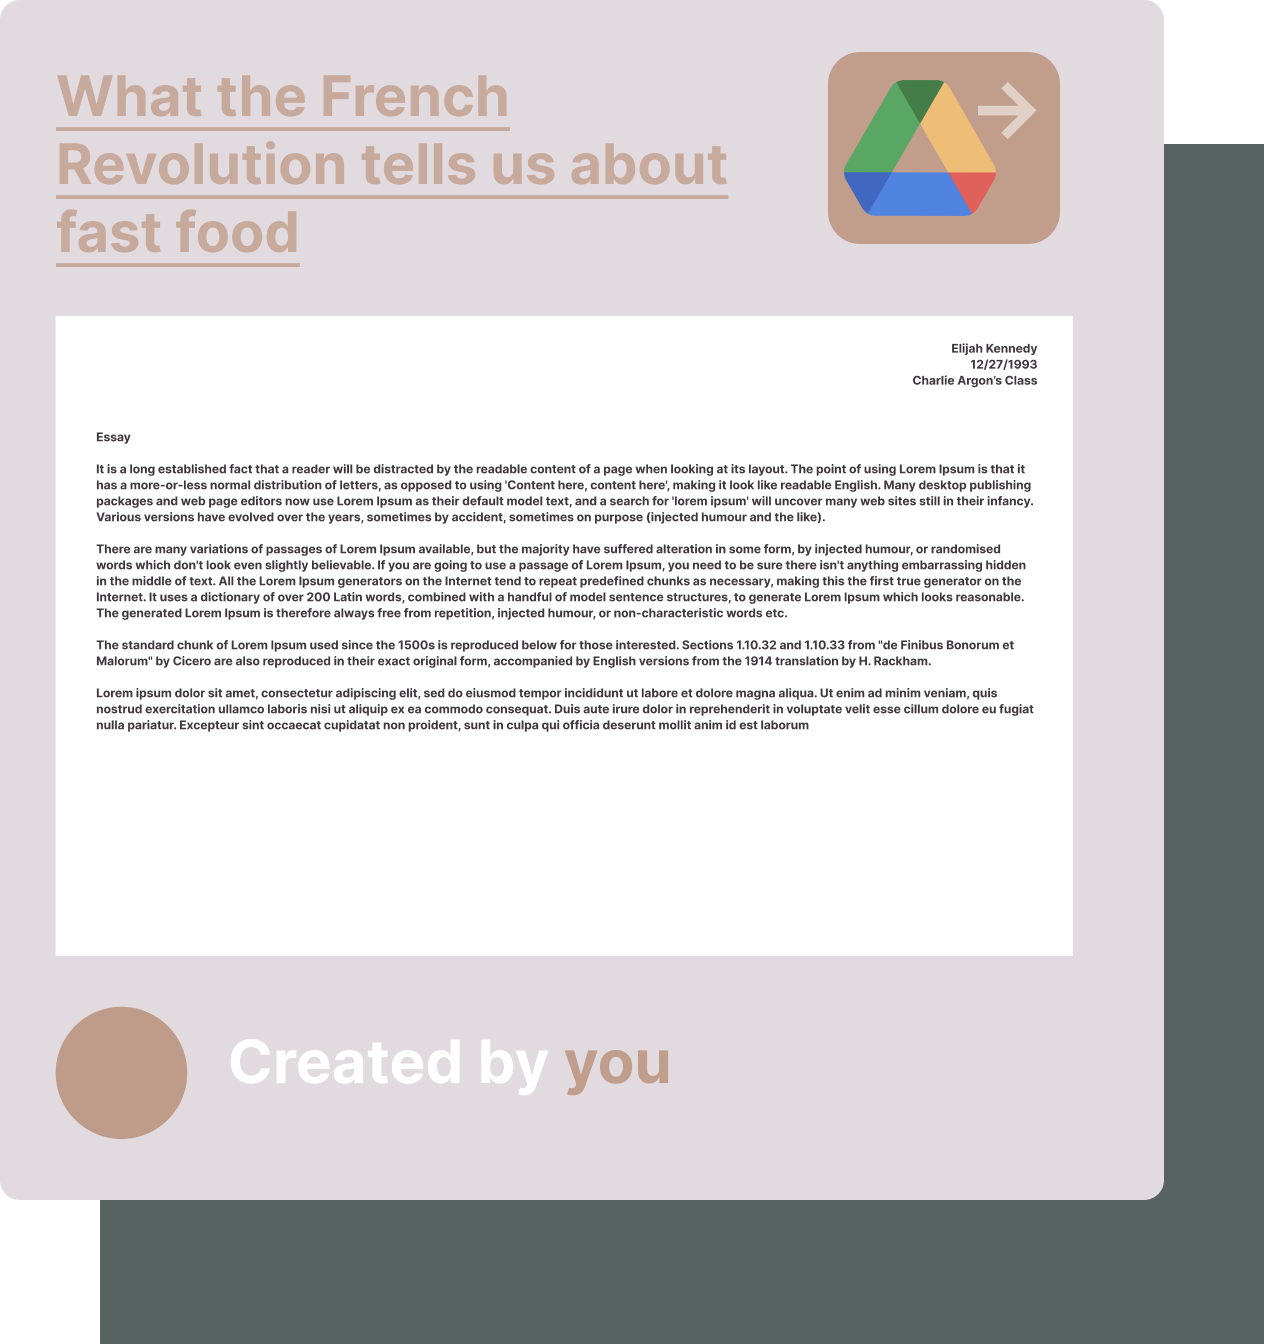 What the French
Revolution tells us about
fast food
Elijah Kennedy
12/27/1993
Charlie Argon’s Class
Essay
It is a long established fact that a reader will be distracted by the readable content of a page when looking at its layout. The point of using Lorem Ipsum is that it
has a more-or-less normal distribution of letters, as opposed to using 'Content here, content here', making it look like readable English. Many desktop publishing
packages and web page editors now use Lorem Ipsum as their default model text, and a search for 'lorem ipsum' will uncover many web sites still in their infancy.
Various versions have evolved over the years, sometimes by accident, sometimes on purpose (injected humour and the like).
There are many variations of passages of Lorem Ipsum available, but the majority have suffered alteration in some form, by injected humour, or randomised
words which don't look even slightly believable. If you are going to use a passage of Lorem Ipsum, you need to be sure there isn't anything embarrassing hidden
in the middle of text. All the Lorem Ipsum generators on the Internet tend to repeat predefined chunks as necessary, making this the first true generator on the
Internet. It uses a dictionary of over 200 Latin words, combined with a handful of model sentence structures, to generate Lorem Ipsum which looks reasonable.
The generated Lorem Ipsum is therefore always free from repetition, injected humour, or non-characteristic words etc.
The standard chunk of Lorem Ipsum used since the 1500s is reproduced below for those interested. Sections 1.10.32 and 1.10.33 from "de Finibus Bonorum et
Malorum" by Cicero are also reproduced in their exact original form, accompanied by English versions from the 1914 translation by H. Rackham.
Lorem ipsum dolor sit amet, consectetur adipiscing elit, sed do eiusmod tempor incididunt ut labore et dolore magna aliqua. Ut enim ad minim veniam, quis
nostrud exercitation ullamco laboris nisi ut aliquip ex ea commodo consequat. Duis aute irure dolor in reprehenderit in voluptate velit esse cillum dolore eu fugiat
nulla pariatur. Excepteur sint occaecat cupidatat non proident, sunt in culpa qui officia deserunt mollit anim id est laborum
Created by you